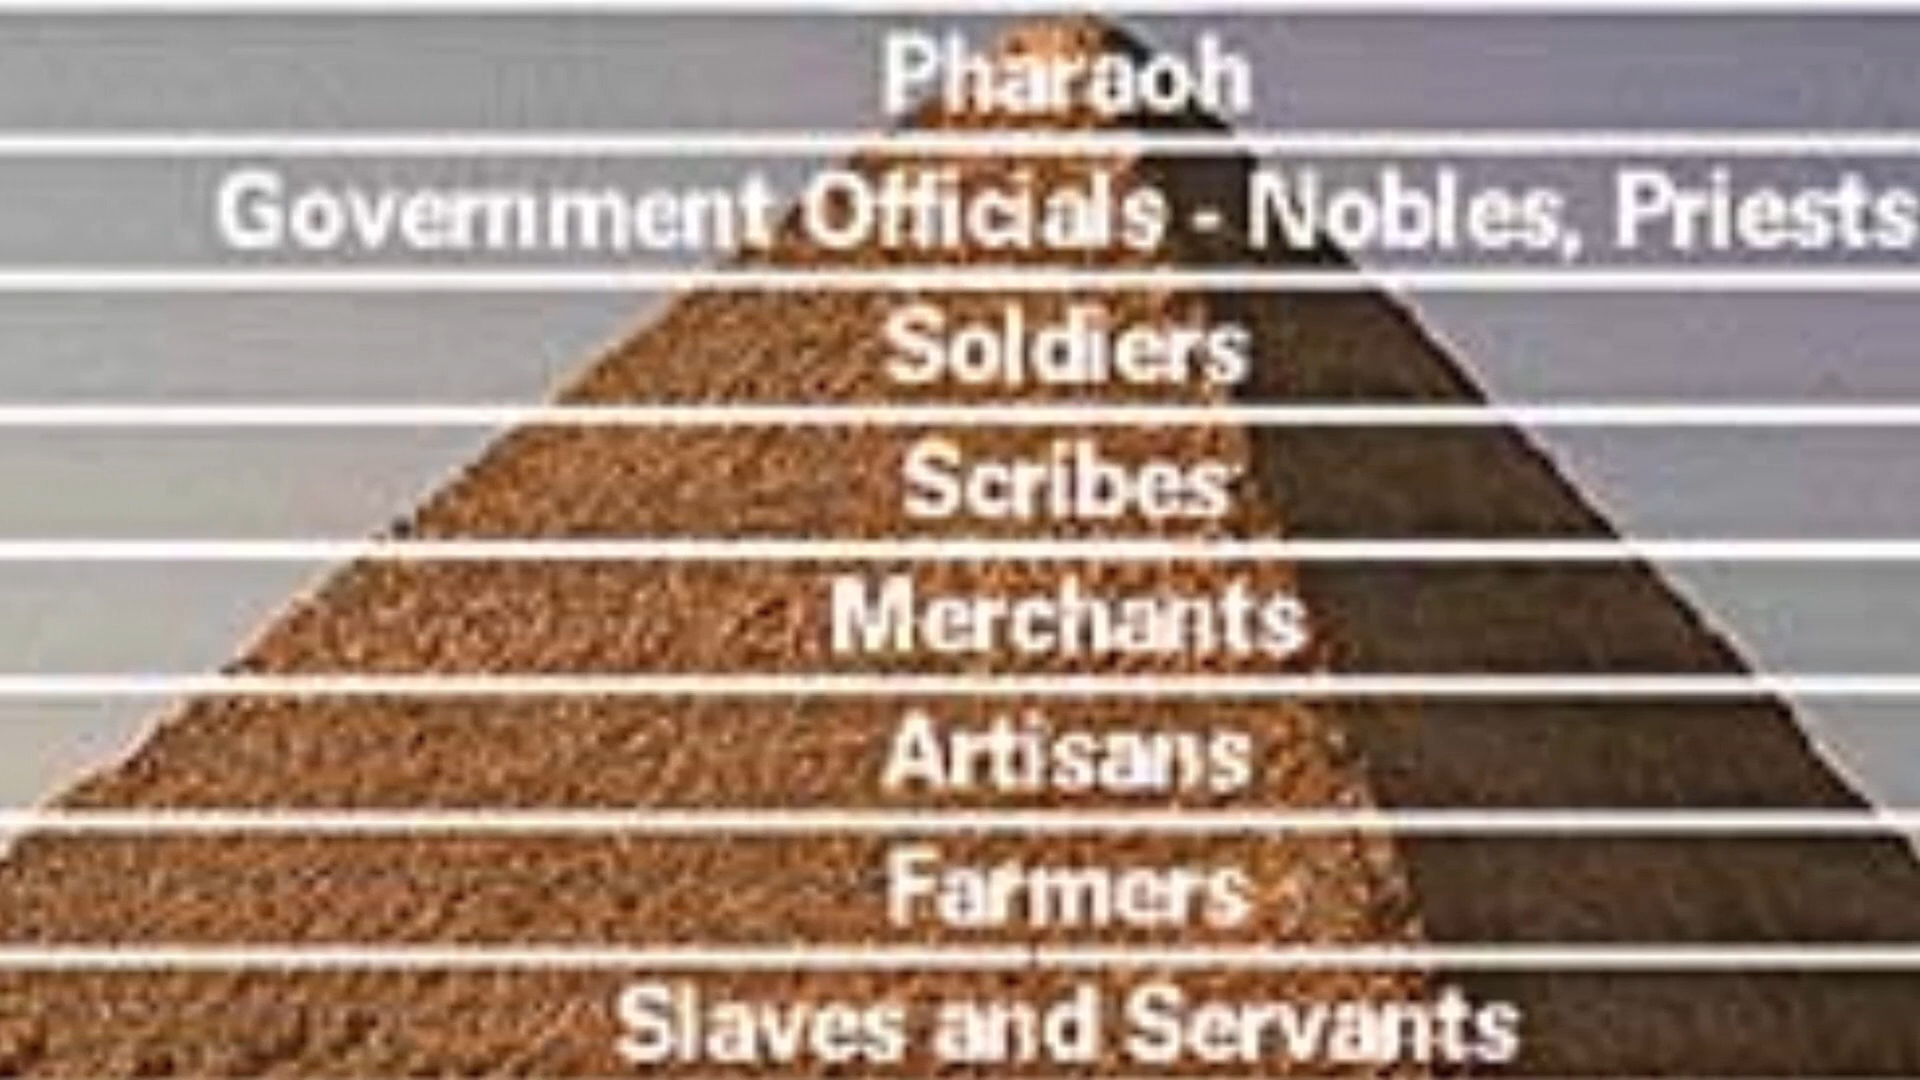 Pharaoh
Government Officials - Nobles, Priests
Soldiers
Scribes
Merchants
Artisans
Farmers
Slaves and Servants